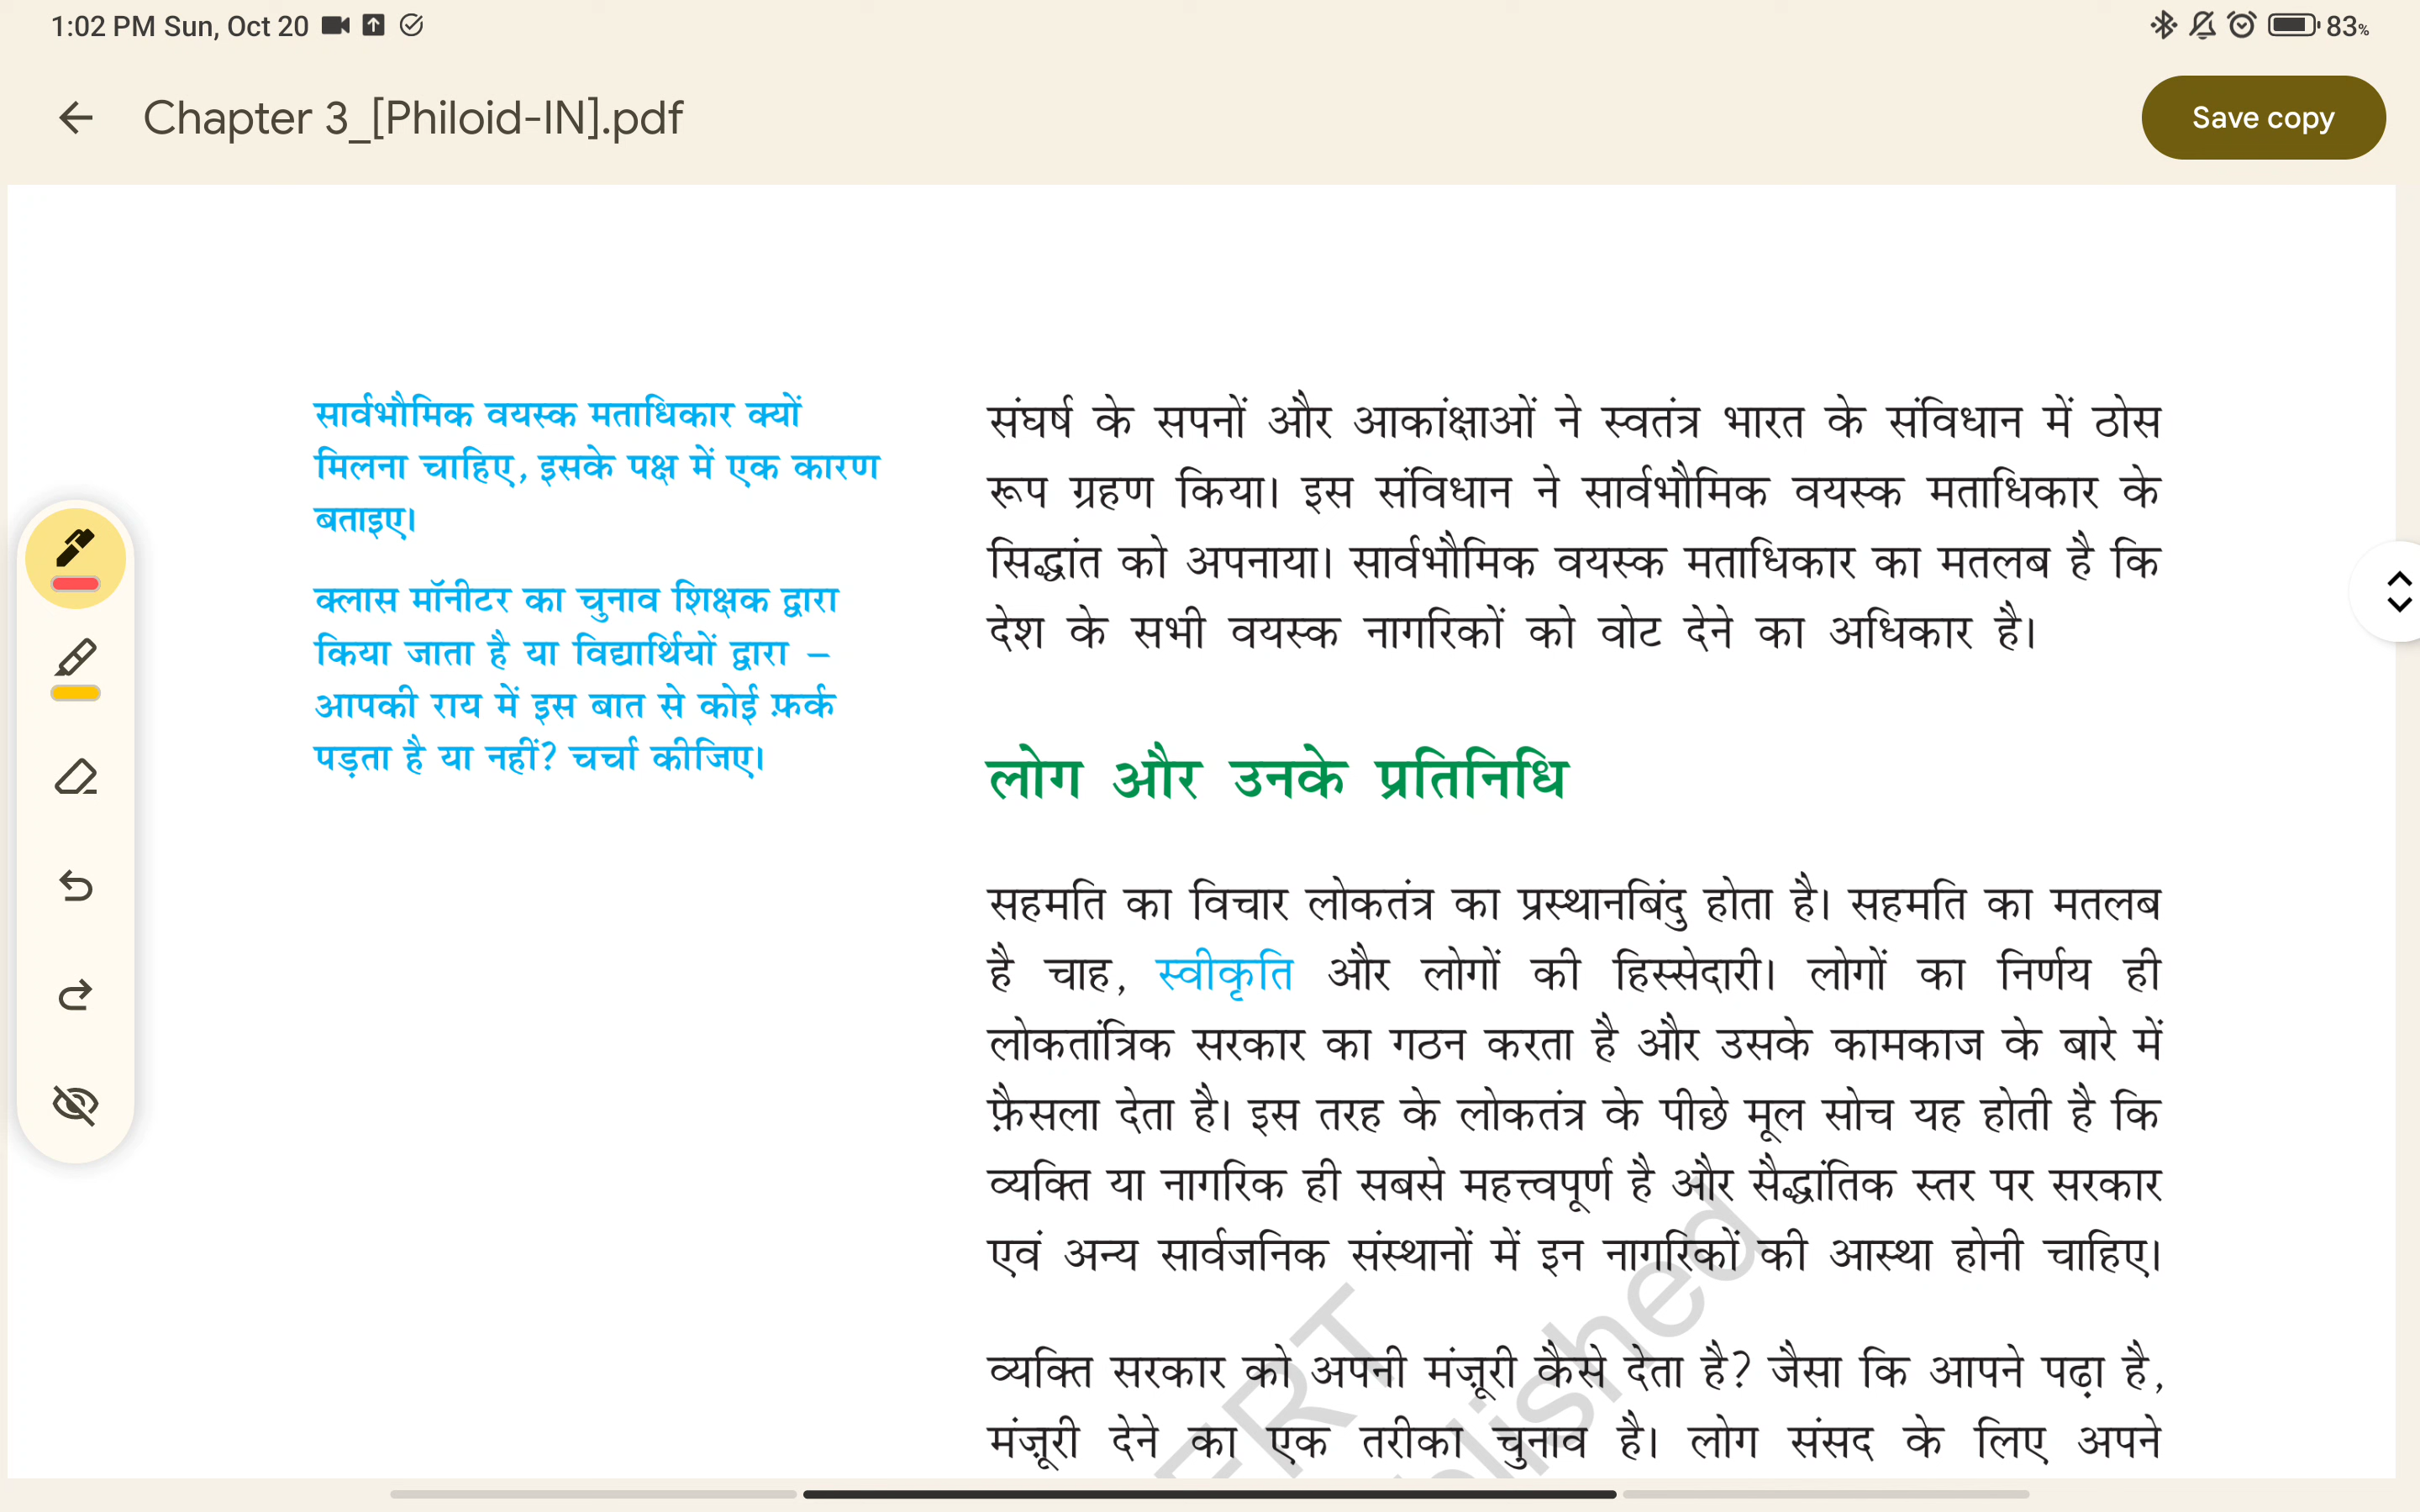 1:02 PM Sun, Oct 20
83%
Chapter 3_[Philoid-IN].pdf
Save copy
सार्वभौमिक वयस्क मताधिकार क्यों
मिलना चाहिए, इसके पक्ष में एक कारण
बताइए।
क्लास मॉनीटर का चुनाव शिक्षक द्वारा
किया जाता है या विद्यार्थियों द्वारा –
आपकी राय में इस बात से कोई फ़र्क
पड़ता है या नहीं? चर्चा कीजिए।
संघर्ष के सपनों और आकांक्षाओं ने स्वतंत्र भारत के संविधान में ठोस
रूप ग्रहण किया। इस संविधान ने सार्वभौमिक वयस्क मताधिकार के
सिद्धांत को अपनाया। सार्वभौमिक वयस्क मताधिकार का मतलब है कि
देश के सभी वयस्क नागरिकों को वोट देने का अधिकार है।
लोग और उनके प्रतिनिधि
सहमति का विचार लोकतंत्र का प्रस्थानबिंदु होता है। सहमति का मतलब
है चाह, स्वीकृति और लोगों की हिस्सेदारी। लोगों का निर्णय ही
लोकतांत्रिक सरकार का गठन करता है और उसके कामकाज के बारे में
फ़ैसला देता है। इस तरह के लोकतंत्र के पीछे मूल सोच यह होती है कि
व्यक्ति या नागरिक ही सबसे महत्त्वपूर्ण है और सैद्धांतिक स्तर पर सरकार
एवं अन्य सार्वजनिक संस्थानों में इन नागरिकों की आस्था होनी चाहिए।
व्यक्ति सरकार को अपनी मंज़ूरी कैसे देता है? जैसा कि आपने पढ़ा है,
मंज़ूरी देने का एक तरीका चुनाव है। लोग संसद के लिए अपने